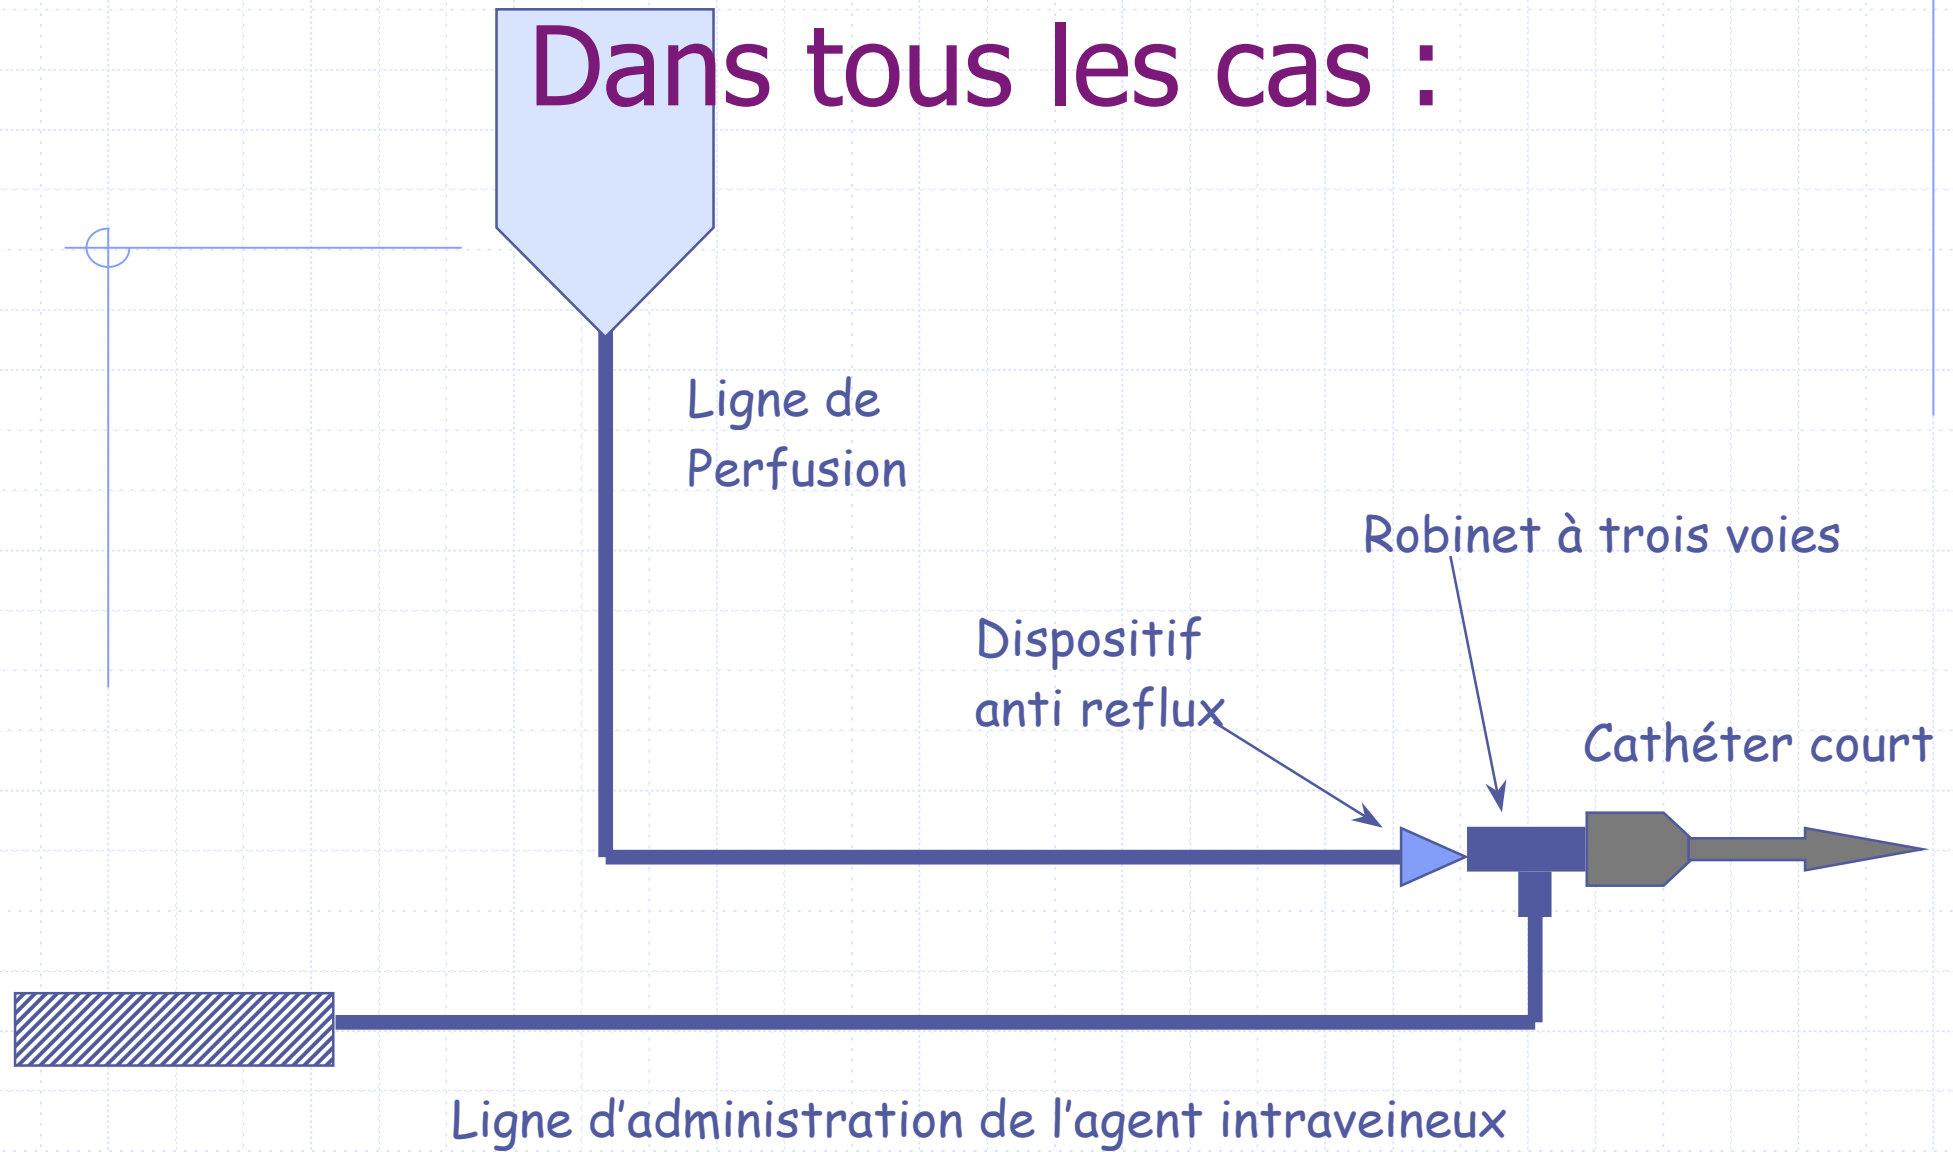 Dans tous les cas :
Ligne de
Perfusion
Robinet à trois voies
Dispositif
anti reflux
Cathéter court
Ligne d’administration de l’agent intraveineux